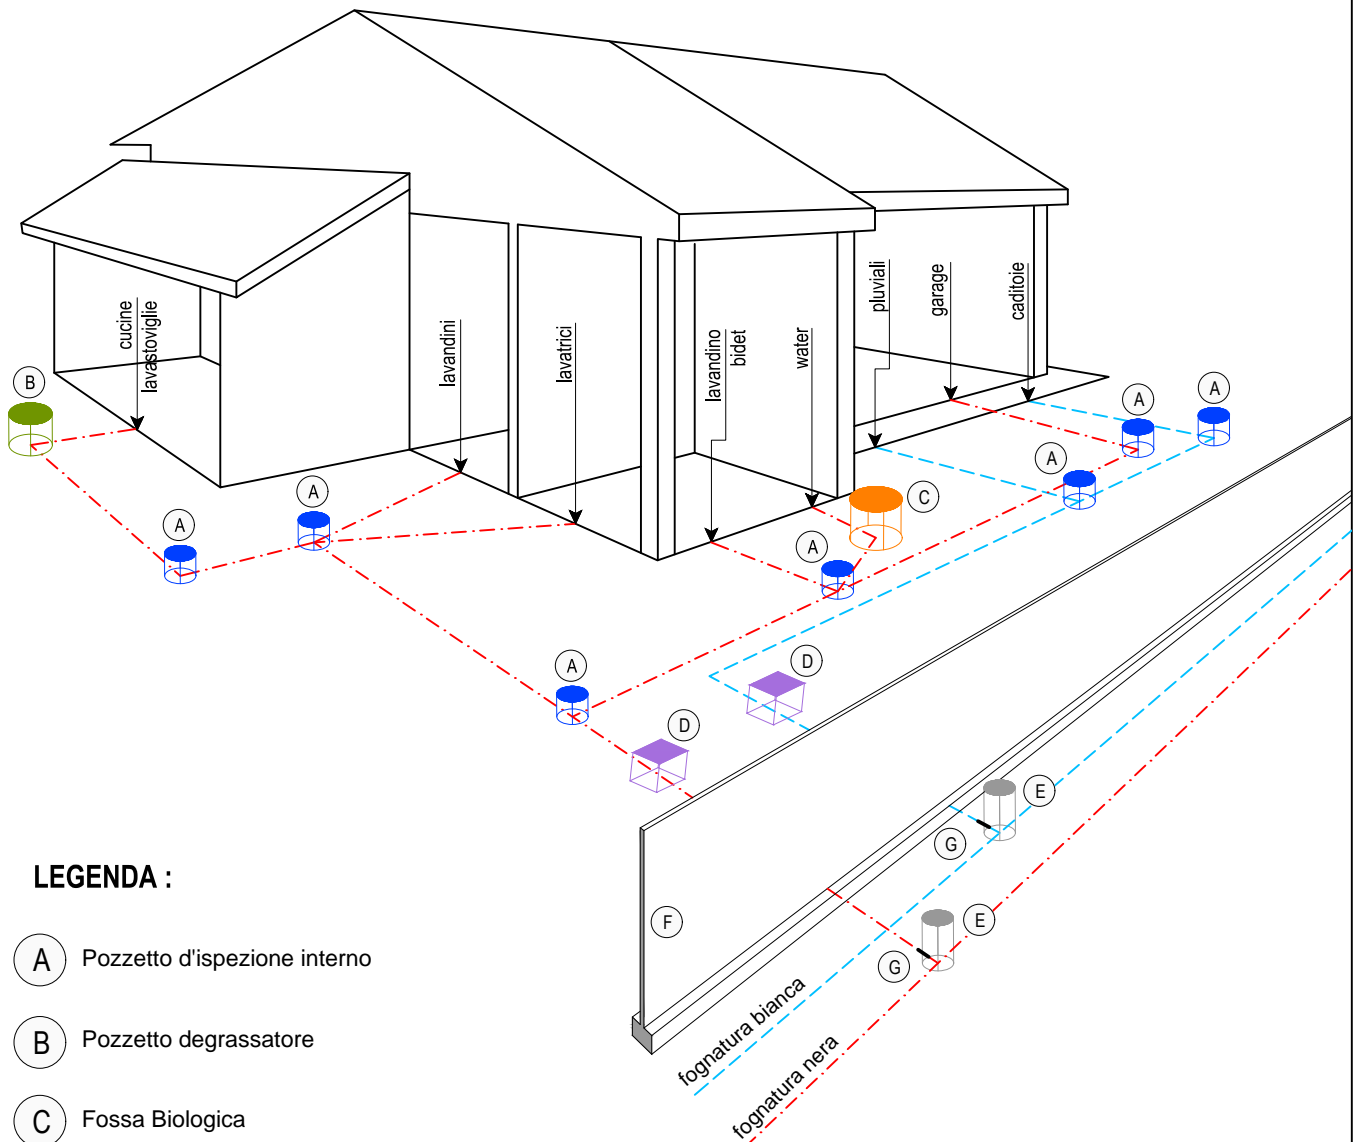 cucine
lavastoviglie
lavandini
lavatrici
lavandino
bidet
water
pluviali
garage
caditoie
B
A
A
A
A
A
A
A
C
D
D
E
G
E
G
F
fognatura bianca
fognatura nera
LEGENDA :
A Pozzetto d'ispezione interno
B Pozzetto degrassatore
C Fossa Biologica